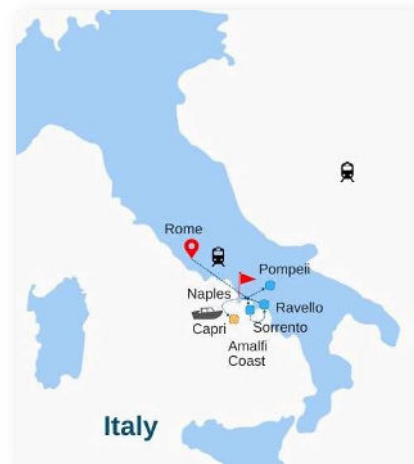 Rome
Pompeii
Naples
Ravello
Capri
Sorrento
Amalfi
Coast
Italy